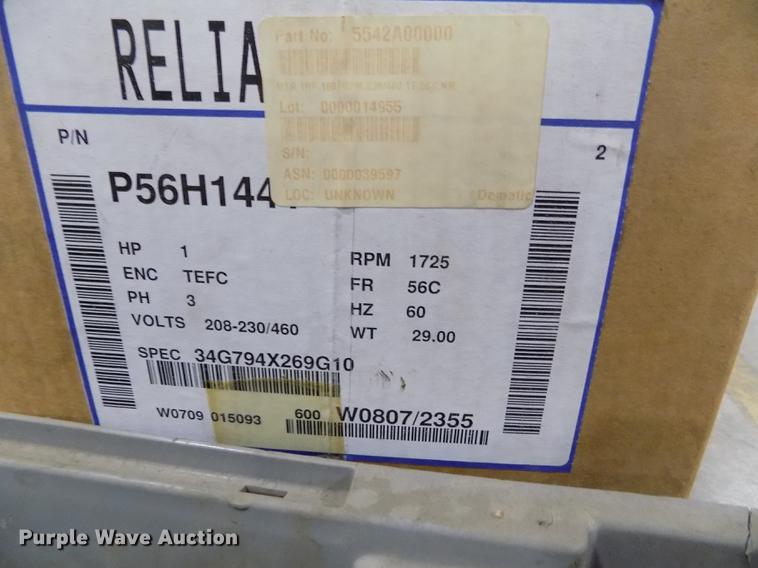 RELIA
Part No: 5542A00000
Lot: 0000014955
S/N:
ASN: 0000039597
LOC: UNKNOWN Dematic
P/N
2
P56H144
HP 1
ENC TEFC
PH 3
VOLTS 208-230/460
RPM 1725
FR 56C
HZ 60
WT 29.00
SPEC 34G794X269G10
W0709 015093 600 W0807/2355
Purple Wave Auction